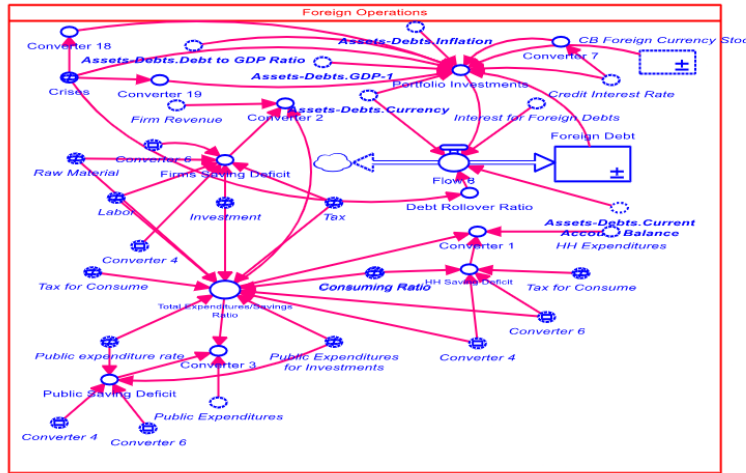 Foreign Operations
Converter 18
Assets-Debts.Inflation
CB Foreign Currency Stoc
Converter 7
Assets-Debts.Debt to GDP Ratio
Crises
Converter 19
Assets-Debts.GDP-1
Portfolio Investments
Credit Interest Rate
Firm Revenue
Converter 2
Assets-Debts.Currency
Interest for Foreign Debts
Foreign Debt
Converter 6
Raw Material
Firms Saving Deficit
Flow 8
Labor
Investment
Tax
Debt Rollover Ratio
Assets-Debts.Current
Account Balance
Converter 1
HH Expenditures
Converter 4
Tax for Consume
Consuming Ratio
HH Saving Deficit
Tax for Consume
Total Expenditures/Savings
Ratio
Converter 6
Public expenditure rate
Converter 3
Public Expenditures
for Investments
Converter 4
Public Saving Deficit
Public Expenditures
Converter 4
Converter 6